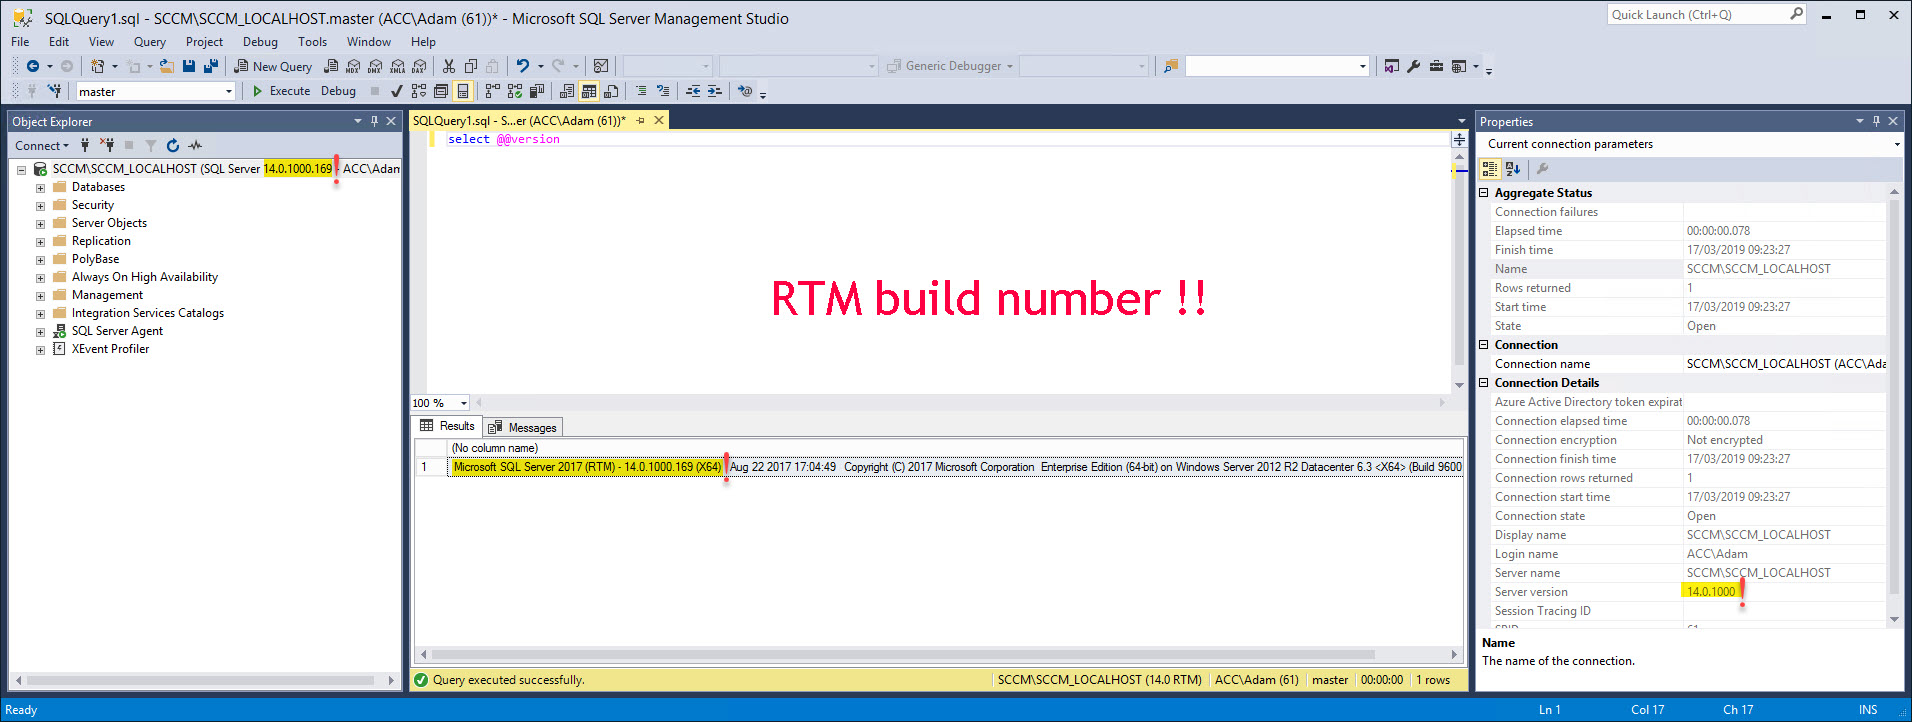 SQLQuery1.sql - SCCM\SCCM_LOCALHOST.master (ACC\Adam (61))* - Microsoft SQL Server Management Studio
Quick Launch (Ctrl+Q)
File Edit View Query Project Debug Tools Window Help
New Query MDX DMX XMLA DAX Generic Debugger
master Execute Debug
Object Explorer
Connect
SCCM\SCCM_LOCALHOST (SQL Server 14.0.1000.169 - ACC\Adam
Databases
Security
Server Objects
Replication
PolyBase
Always On High Availability
Management
Integration Services Catalogs
SQL Server Agent
XEvent Profiler
SQLQuery1.sql - S...er (ACC\Adam (61))*
select @@version
RTM build number !!
100 %
Results Messages
(No column name)
1 Microsoft SQL Server 2017 (RTM) - 14.0.1000.169 (X64) Aug 22 2017 17:04:49 Copyright (C) 2017 Microsoft Corporation Enterprise Edition (64-bit) on Windows Server 2012 R2 Datacenter 6.3 <X64> (Build 9600
Query executed successfully. SCCM\SCCM_LOCALHOST (14.0 RTM) ACC\Adam (61) master 00:00:00 1 rows
Properties
Current connection parameters
Aggregate Status
Connection failures
Elapsed time 00:00:00.078
Finish time 17/03/2019 09:23:27
Name SCCM\SCCM_LOCALHOST
Rows returned 1
Start time 17/03/2019 09:23:27
State Open
Connection
Connection name SCCM\SCCM_LOCALHOST (ACC\Ada
Connection Details
Azure Active Directory token expirat
Connection elapsed time 00:00:00.078
Connection encryption Not encrypted
Connection finish time 17/03/2019 09:23:27
Connection rows returned 1
Connection start time 17/03/2019 09:23:27
Connection state Open
Display name SCCM\SCCM_LOCALHOST
Login name ACC\Adam
Server name SCCM\SCCM_LOCALHOST
Server version 14.0.1000
Session Tracing ID
SPID 61
Name
The name of the connection.
Ready Ln 1 Col 17 Ch 17 INS